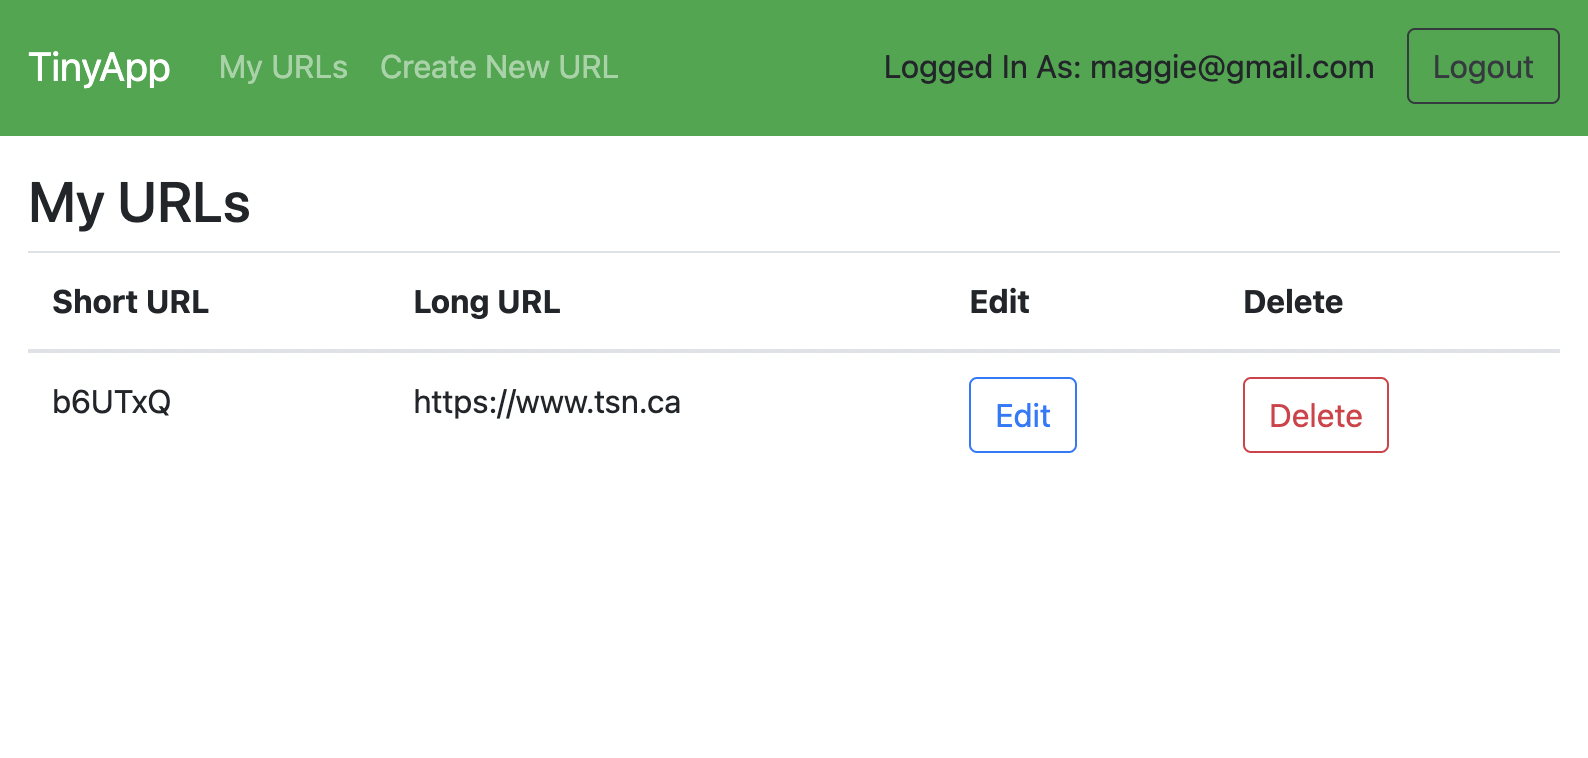 TinyApp My URLs Create New URL Logged In As: maggie@gmail.com Logout
My URLs
Short URL Long URL Edit Delete
b6UTxQ https://www.tsn.ca Edit Delete